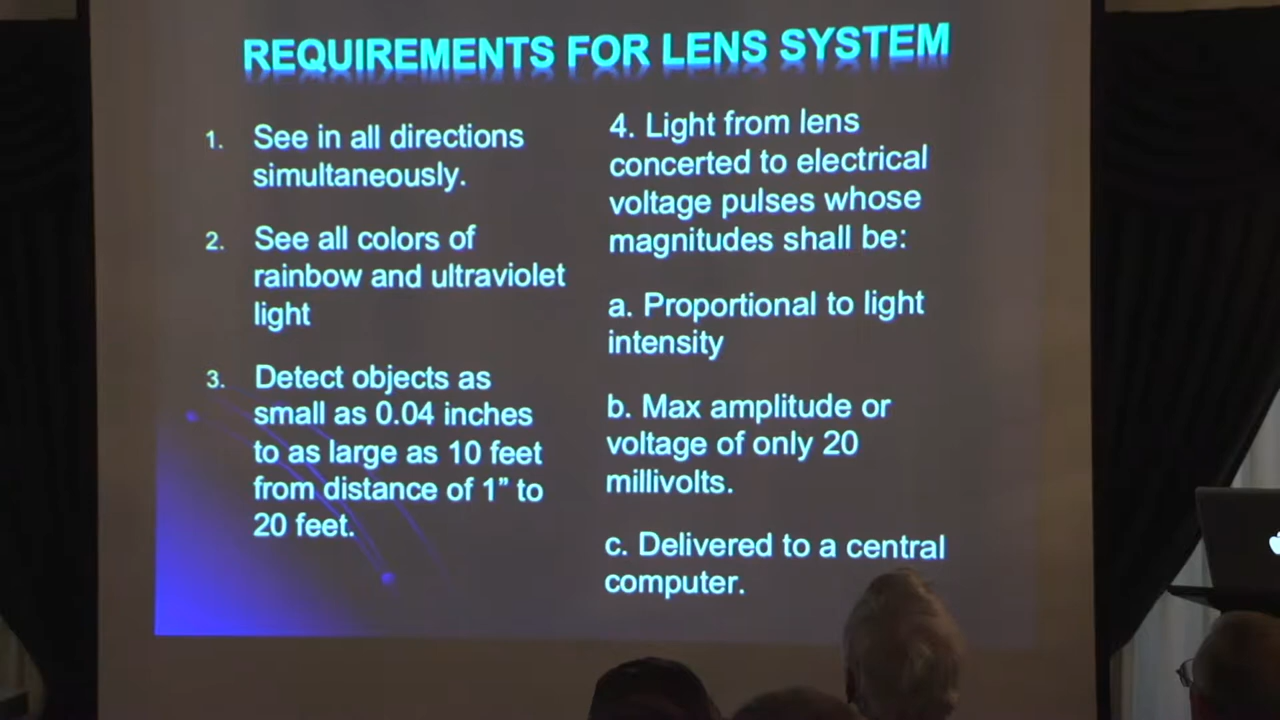 REQUIREMENTS FOR LENS SYSTEM
1. See in all directions
simultaneously.
2. See all colors of
rainbow and ultraviolet
light
3. Detect objects as
small as 0.04 inches
to as large as 10 feet
from distance of 1” to
20 feet.
4. Light from lens
concerted to electrical
voltage pulses whose
magnitudes shall be:
a. Proportional to light
intensity
b. Max amplitude or
voltage of only 20
millivolts.
c. Delivered to a central
computer.